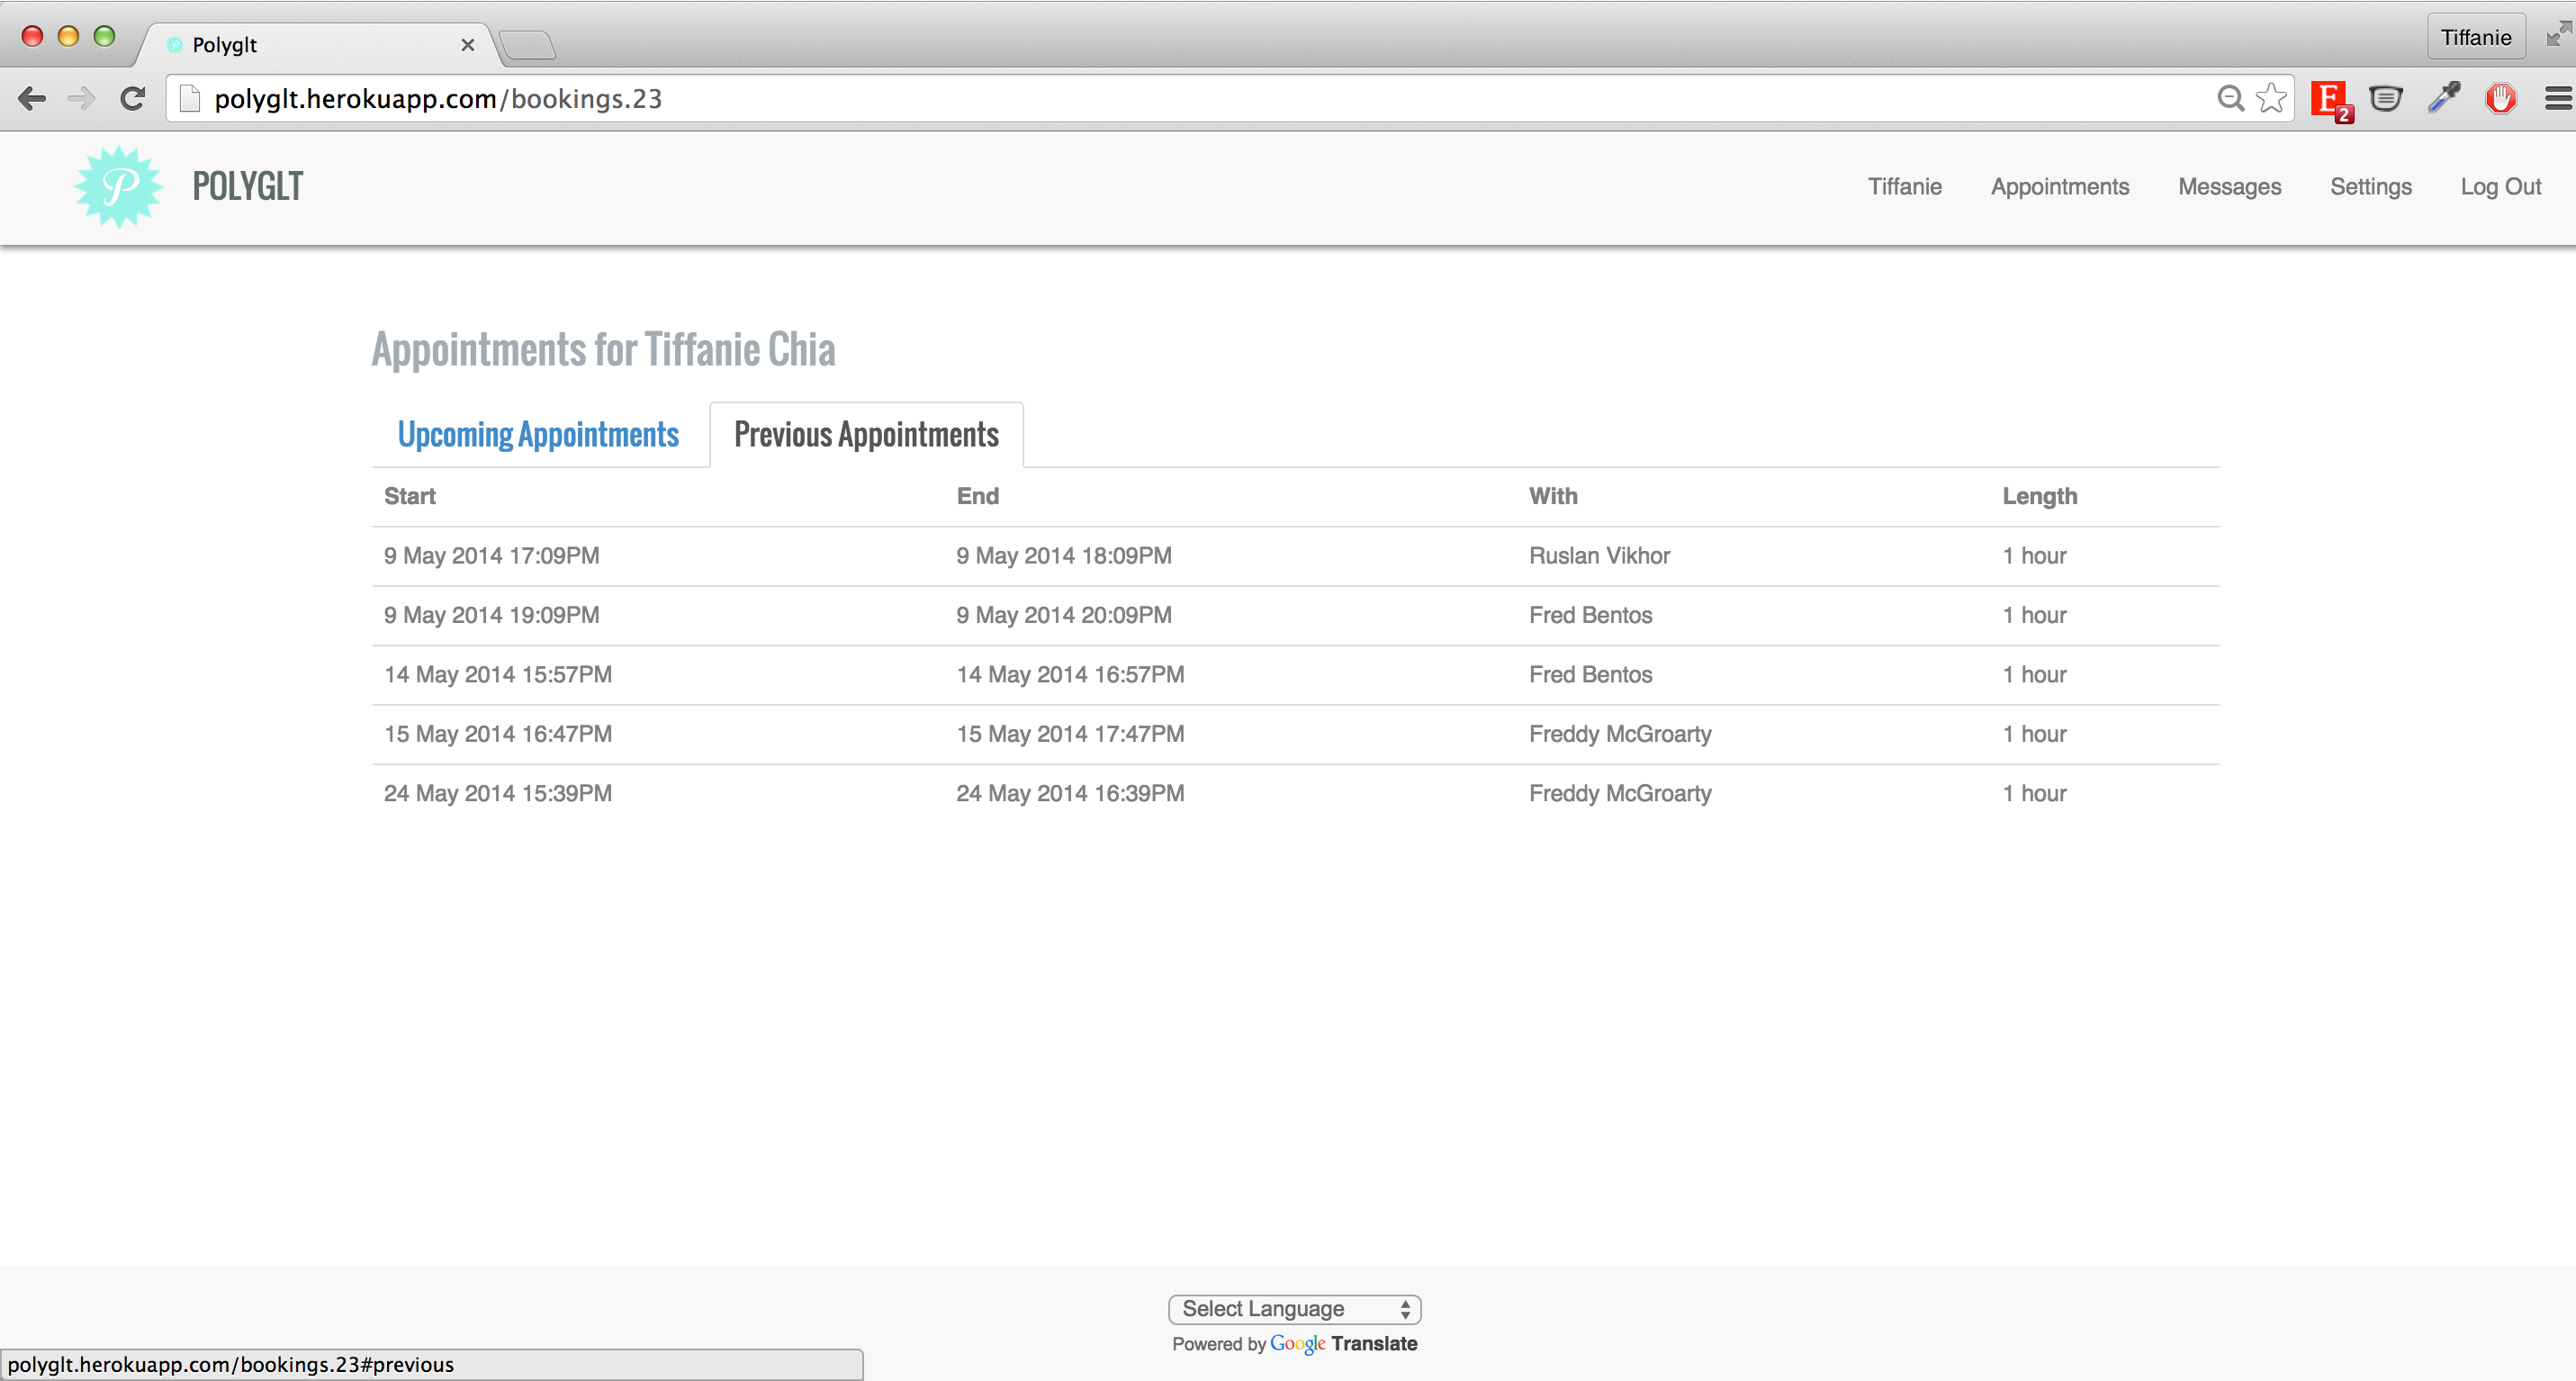 Polyglt
Tiffanie
polyglt.herokuapp.com/bookings.23
E 2
P POLYGLT Tiffanie Appointments Messages Settings Log Out
Appointments for Tiffanie Chia
Upcoming Appointments Previous Appointments
Start End With Length
9 May 2014 17:09PM 9 May 2014 18:09PM Ruslan Vikhor 1 hour
9 May 2014 19:09PM 9 May 2014 20:09PM Fred Bentos 1 hour
14 May 2014 15:57PM 14 May 2014 16:57PM Fred Bentos 1 hour
15 May 2014 16:47PM 15 May 2014 17:47PM Freddy McGroarty 1 hour
24 May 2014 15:39PM 24 May 2014 16:39PM Freddy McGroarty 1 hour
Select Language
Powered by Google Translate
polyglt.herokuapp.com/bookings.23#previous